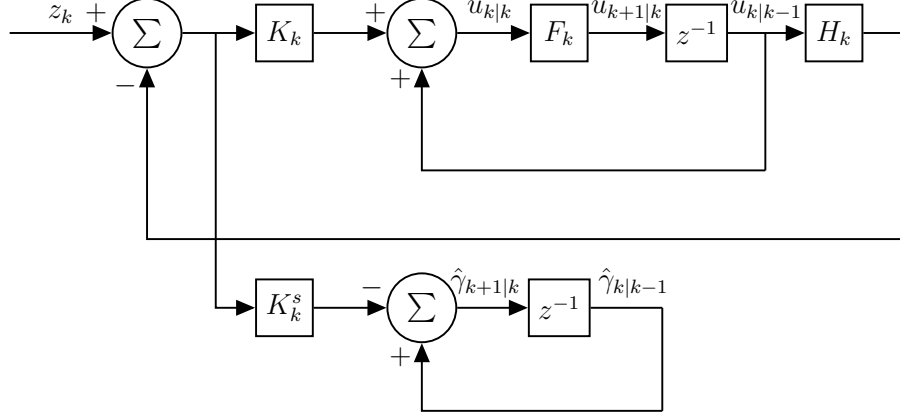 z_k + ∑ K_k + ∑ u_{k|k} F_k u_{k+1|k} z^{-1} u_{k|k-1} H_k
− +
K_k^s − ∑ \hat{γ}_{k+1|k} z^{-1} \hat{γ}_{k|k-1}
+